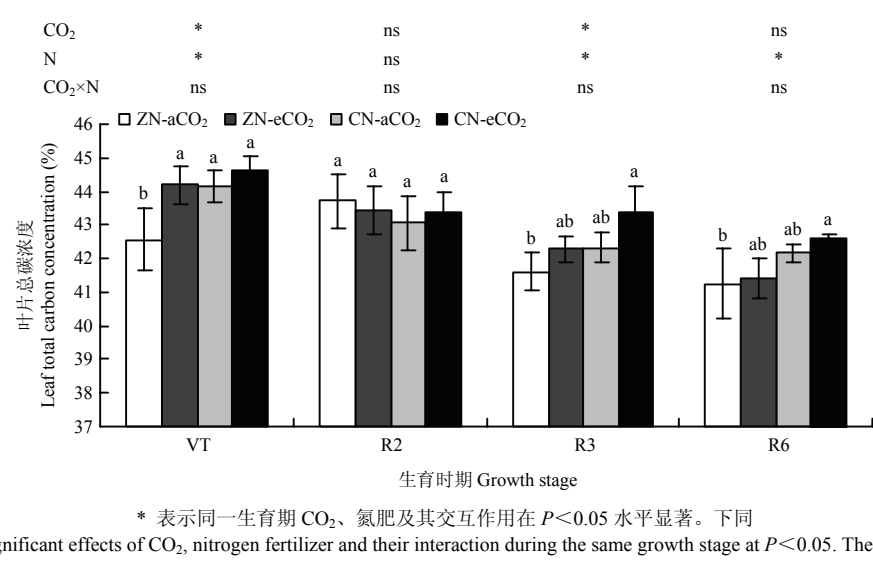 CO₂ * ns * ns
N * ns * *
CO₂×N ns ns ns ns
46 ZN-aCO₂ ZN-eCO₂ CN-aCO₂ CN-eCO₂
45
44
43
42
41
40
39
38
37
b a a a
a a a a
b ab ab a
b ab ab a
叶片总碳浓度
Leaf total carbon concentration (%)
VT R2 R3 R6
生育时期 Growth stage
* 表示同一生育期 CO₂、氮肥及其交互作用在 P＜0.05 水平显著。下同
significant effects of CO₂, nitrogen fertilizer and their interaction during the same growth stage at P＜0.05. The